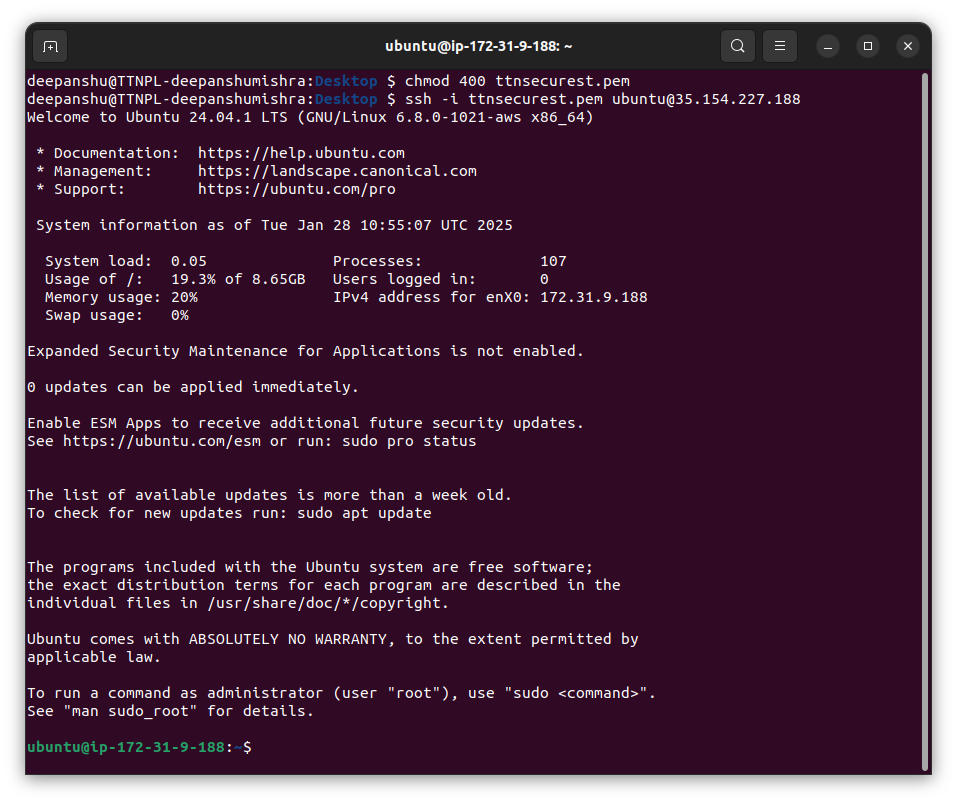 ubuntu@ip-172-31-9-188: ~
deepanshu@TTNPL-deepanshumishra:Desktop $ chmod 400 ttnsecurest.pem
deepanshu@TTNPL-deepanshumishra:Desktop $ ssh -i ttnsecurest.pem ubuntu@35.154.227.188
Welcome to Ubuntu 24.04.1 LTS (GNU/Linux 6.8.0-1021-aws x86_64)

 * Documentation:  https://help.ubuntu.com
 * Management:     https://landscape.canonical.com
 * Support:        https://ubuntu.com/pro

 System information as of Tue Jan 28 10:55:07 UTC 2025

  System load:  0.05              Processes:             107
  Usage of /:   19.3% of 8.65GB   Users logged in:       0
  Memory usage: 20%               IPv4 address for enX0: 172.31.9.188
  Swap usage:   0%

Expanded Security Maintenance for Applications is not enabled.

0 updates can be applied immediately.

Enable ESM Apps to receive additional future security updates.
See https://ubuntu.com/esm or run: sudo pro status

The list of available updates is more than a week old.
To check for new updates run: sudo apt update

The programs included with the Ubuntu system are free software;
the exact distribution terms for each program are described in the
individual files in /usr/share/doc/*/copyright.

Ubuntu comes with ABSOLUTELY NO WARRANTY, to the extent permitted by
applicable law.

To run a command as administrator (user "root"), use "sudo <command>".
See "man sudo_root" for details.

ubuntu@ip-172-31-9-188:~$